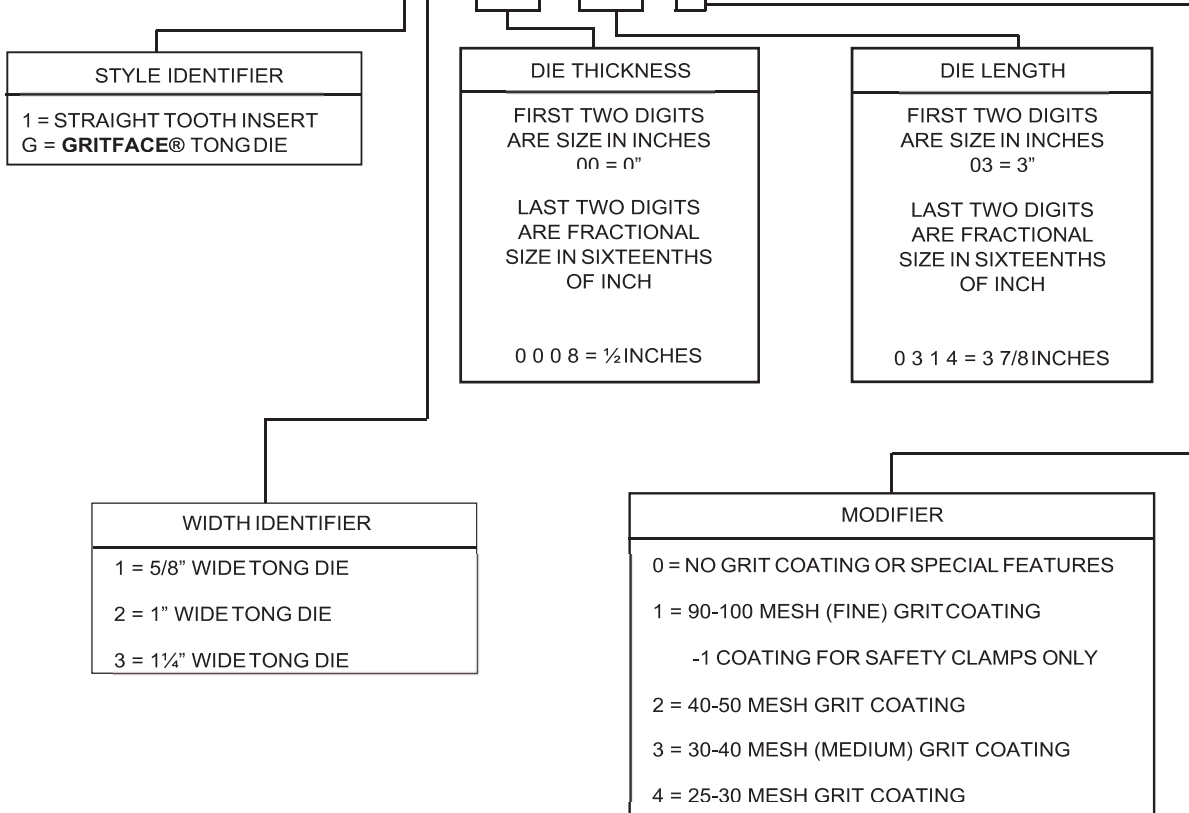 STYLE IDENTIFIER
1 = STRAIGHT TOOTH INSERT
G = GRITFACE® TONG DIE
DIE THICKNESS
FIRST TWO DIGITS
ARE SIZE IN INCHES
00 = 0”
LAST TWO DIGITS
ARE FRACTIONAL
SIZE IN SIXTEENTHS
OF INCH
0 0 0 8 = ½ INCHES
DIE LENGTH
FIRST TWO DIGITS
ARE SIZE IN INCHES
03 = 3”
LAST TWO DIGITS
ARE FRACTIONAL
SIZE IN SIXTEENTHS
OF INCH
0 3 1 4 = 3 7/8 INCHES
WIDTH IDENTIFIER
1 = 5/8” WIDE TONG DIE
2 = 1” WIDE TONG DIE
3 = 1¼” WIDE TONG DIE
MODIFIER
0 = NO GRIT COATING OR SPECIAL FEATURES
1 = 90-100 MESH (FINE) GRIT COATING
-1 COATING FOR SAFETY CLAMPS ONLY
2 = 40-50 MESH GRIT COATING
3 = 30-40 MESH (MEDIUM) GRIT COATING
4 = 25-30 MESH GRIT COATING